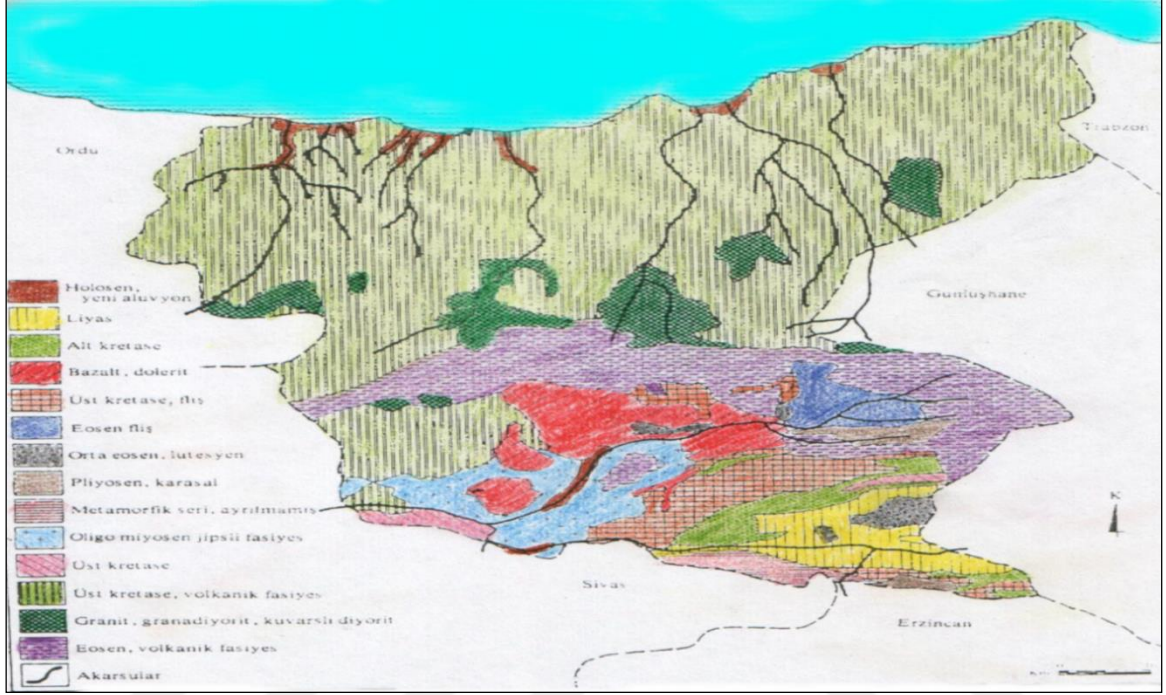 Ordu
Trabzon
Gümüşhane
Holosen,
yeni aluvyon
Liyas
Alt kretase
Bazalt, dolerit
Üst kretase, fliş
Eosen fliş
Orta eosen, lutesyen
Pliyosen, karasal
Metamorfik seri, ayrılmamış
Oligo miyosen jipsli fasiyes
Üst kretase
Üst kretase, volkanik fasiyes
Granit, granadiyorit, kuvarslı diyorit
Eosen, volkanik fasiyes
Akarsular
K
Sivas
Erzincan